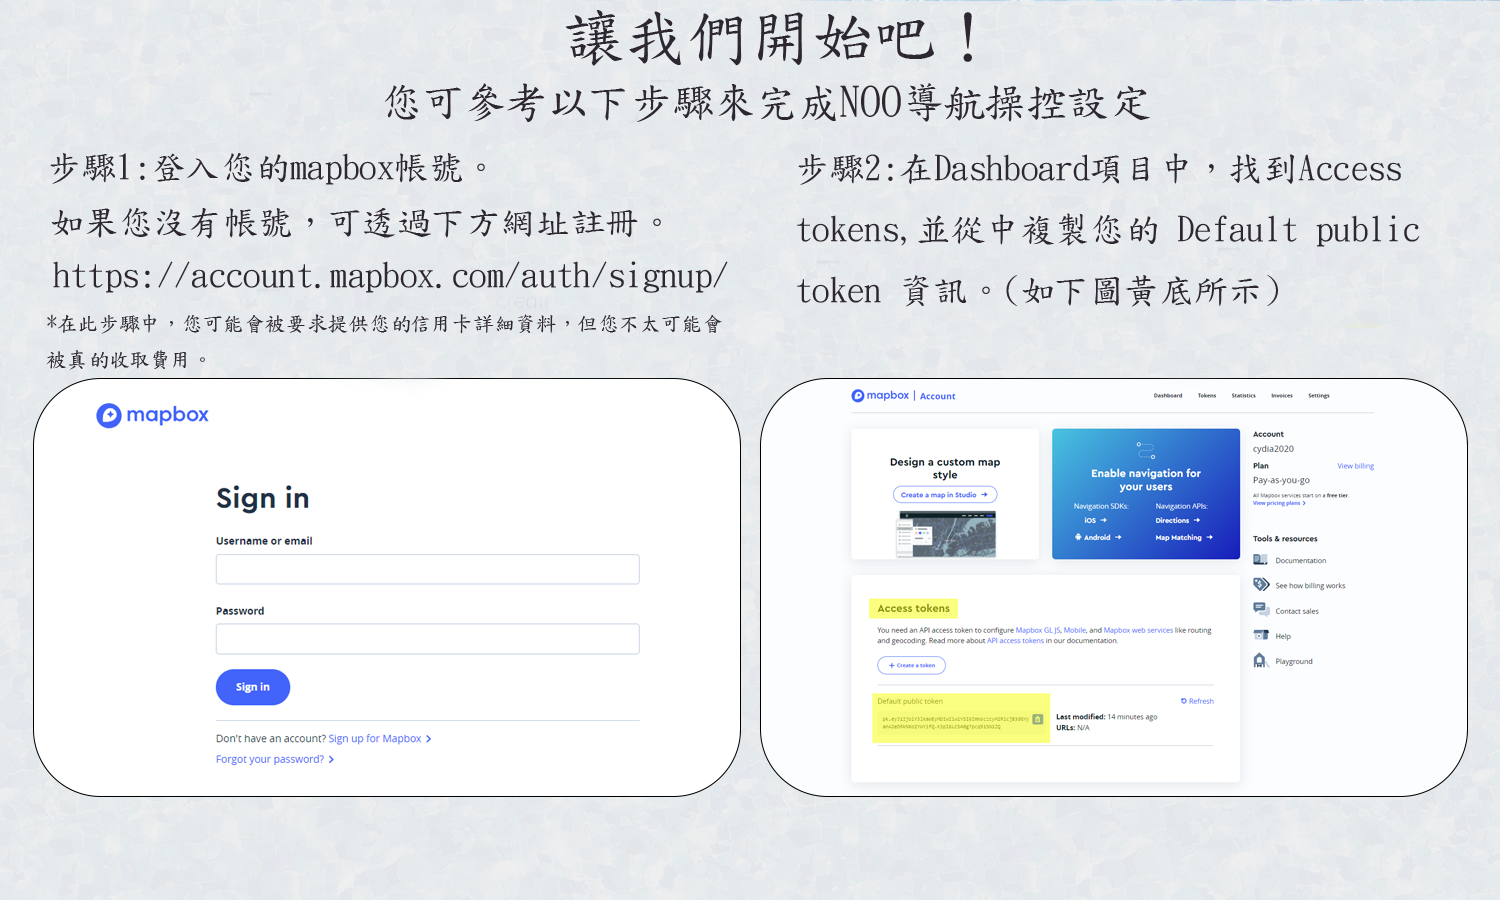 讓我們開始吧！
您可參考以下步驟來完成NOO導航操控設定
步驟1:登入您的mapbox帳號。
如果您沒有帳號，可透過下方網址註冊。
https://account.mapbox.com/auth/signup/
*在此步驟中，您可能會被要求提供您的信用卡詳細資料，但您不太可能會
被真的收取費用。
步驟2:在Dashboard項目中，找到Access
tokens,並從中複製您的 Default public
token 資訊。(如下圖黃底所示)
mapbox
Sign in
Username or email
Password
Sign in
Don't have an account? Sign up for Mapbox
Forgot your password?
mapbox | Account
Dashboard Tokens Statistics Invoices Settings
Design a custom map
style
Create a map in Studio →
Enable navigation for
your users
Navigation SDKs: Navigation APIs:
iOS → Directions →
Android → Map Matching →
Account
cydia2020
Plan View billing
Pay-as-you-go
All Mapbox services start on a free tier.
View pricing plans
Tools & resources
Documentation
See how billing works
Contact sales
Help
Playground
Access tokens
You need an API access token to configure Mapbox GL JS, Mobile, and Mapbox web services like routing
and geocoding. Read more about API access tokens in our documentation.
+ Create a token
Default public token
Refresh
Last modified: 14 minutes ago
URLs: N/A